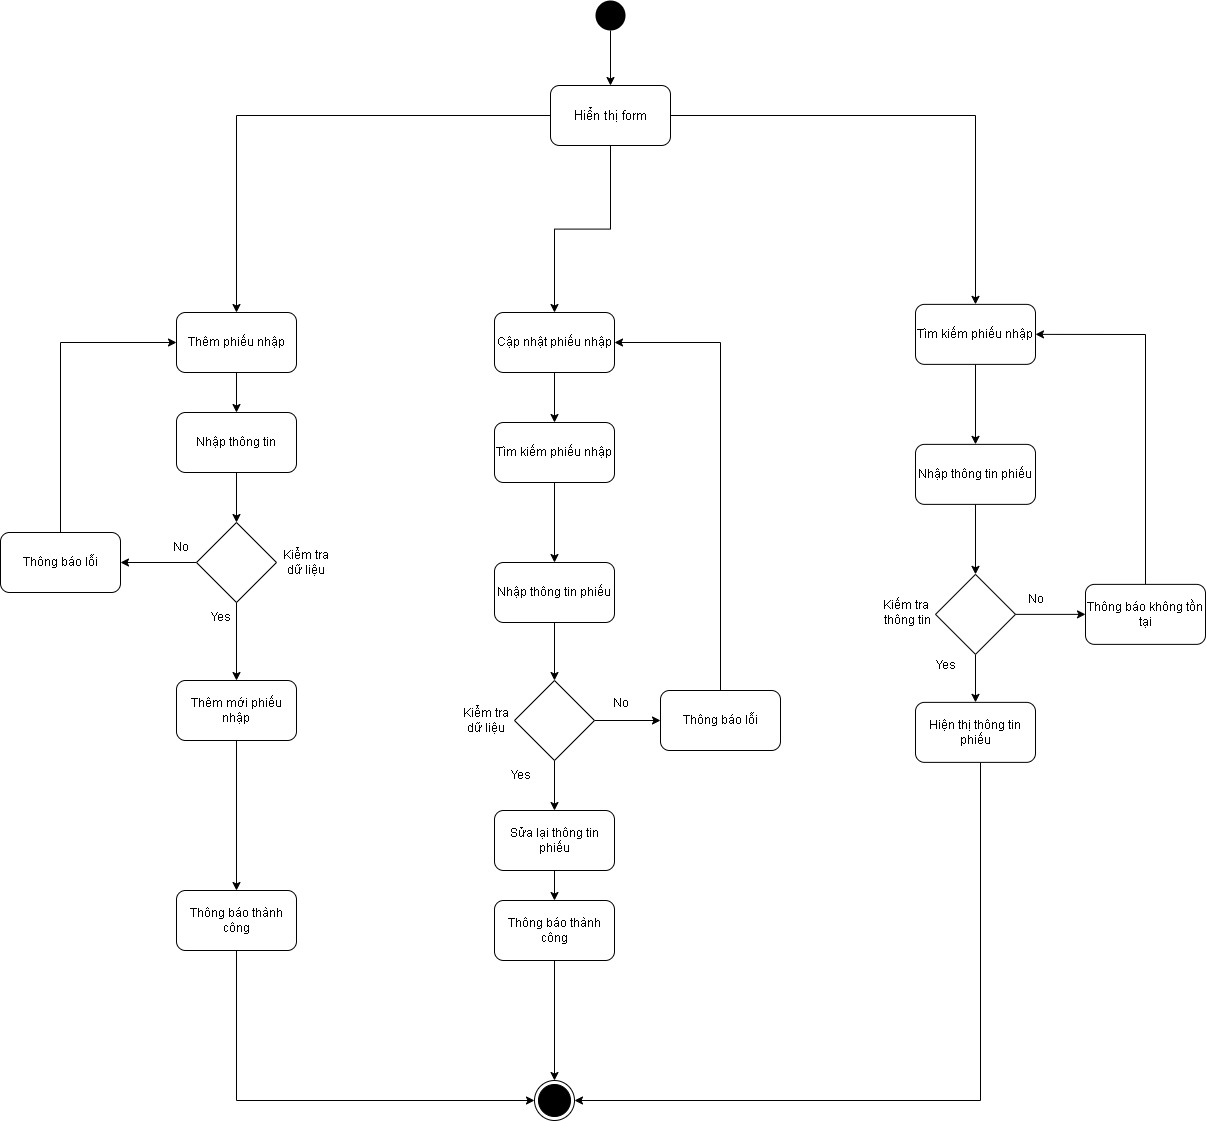 Hiển thị form
Thêm phiếu nhập
Nhập thông tin
Kiểm tra
dữ liệu
No
Thông báo lỗi
Yes
Thêm mới phiếu
nhập
Thông báo thành
công
Cập nhật phiếu nhập
Tìm kiếm phiếu nhập
Nhập thông tin phiếu
Kiểm tra
dữ liệu
No
Thông báo lỗi
Yes
Sửa lại thông tin
phiếu
Thông báo thành
công
Tìm kiếm phiếu nhập
Nhập thông tin phiếu
Kiếm tra
thông tin
No
Thông báo không tồn
tại
Yes
Hiện thị thông tin
phiếu